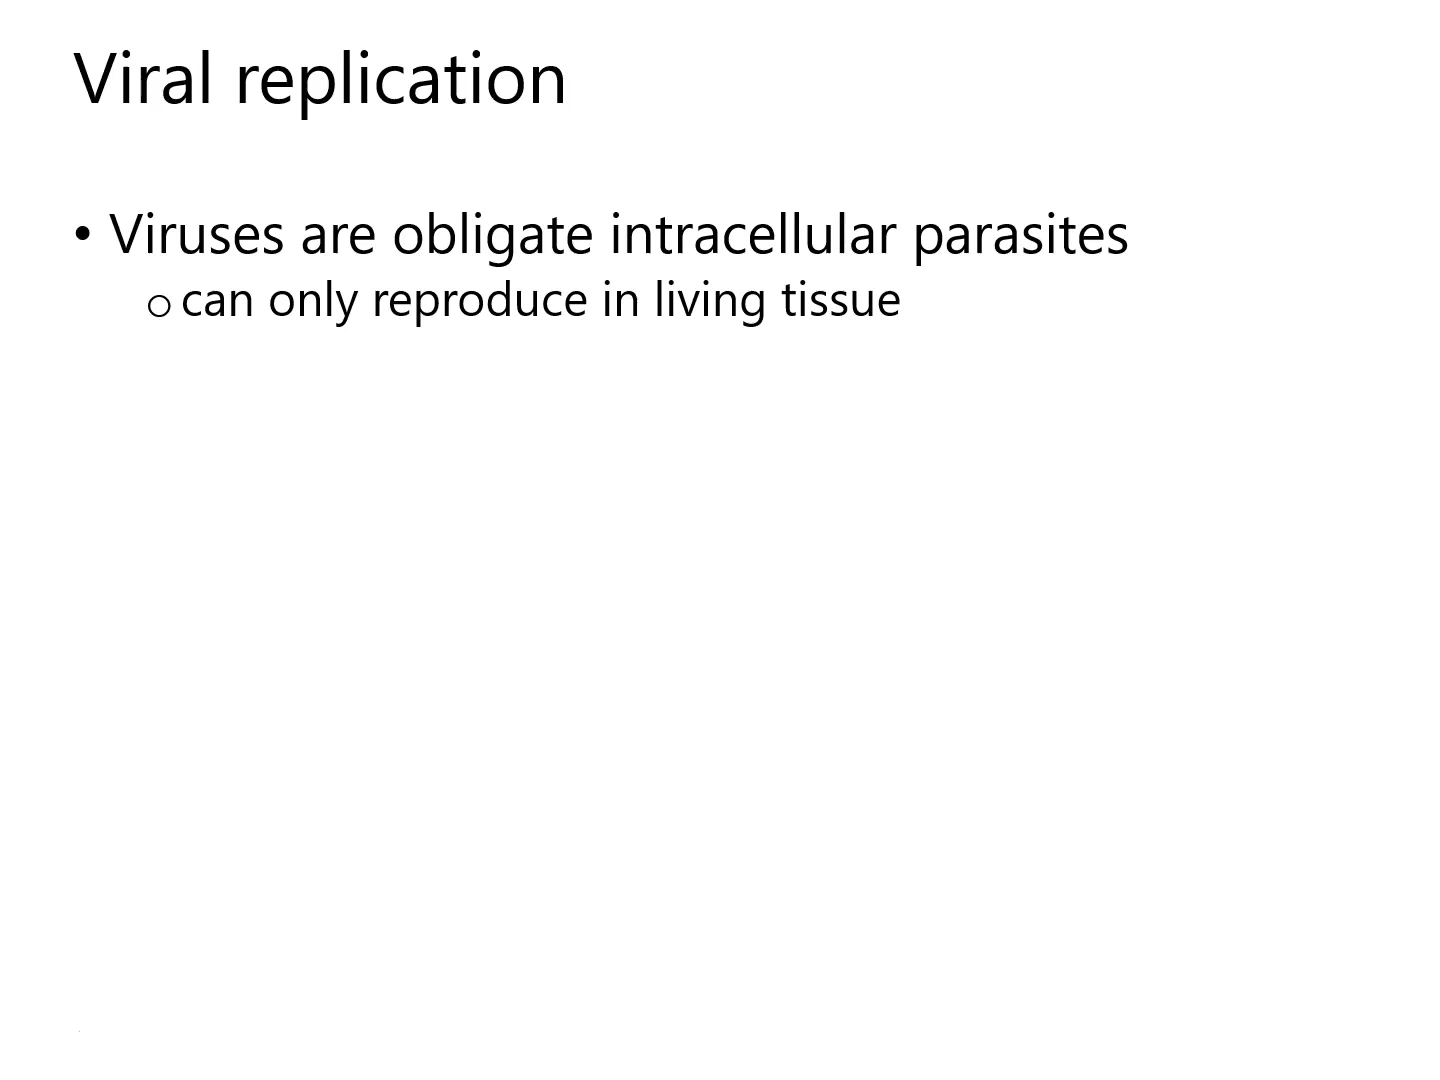 Viral replication
• Viruses are obligate intracellular parasites
o can only reproduce in living tissue